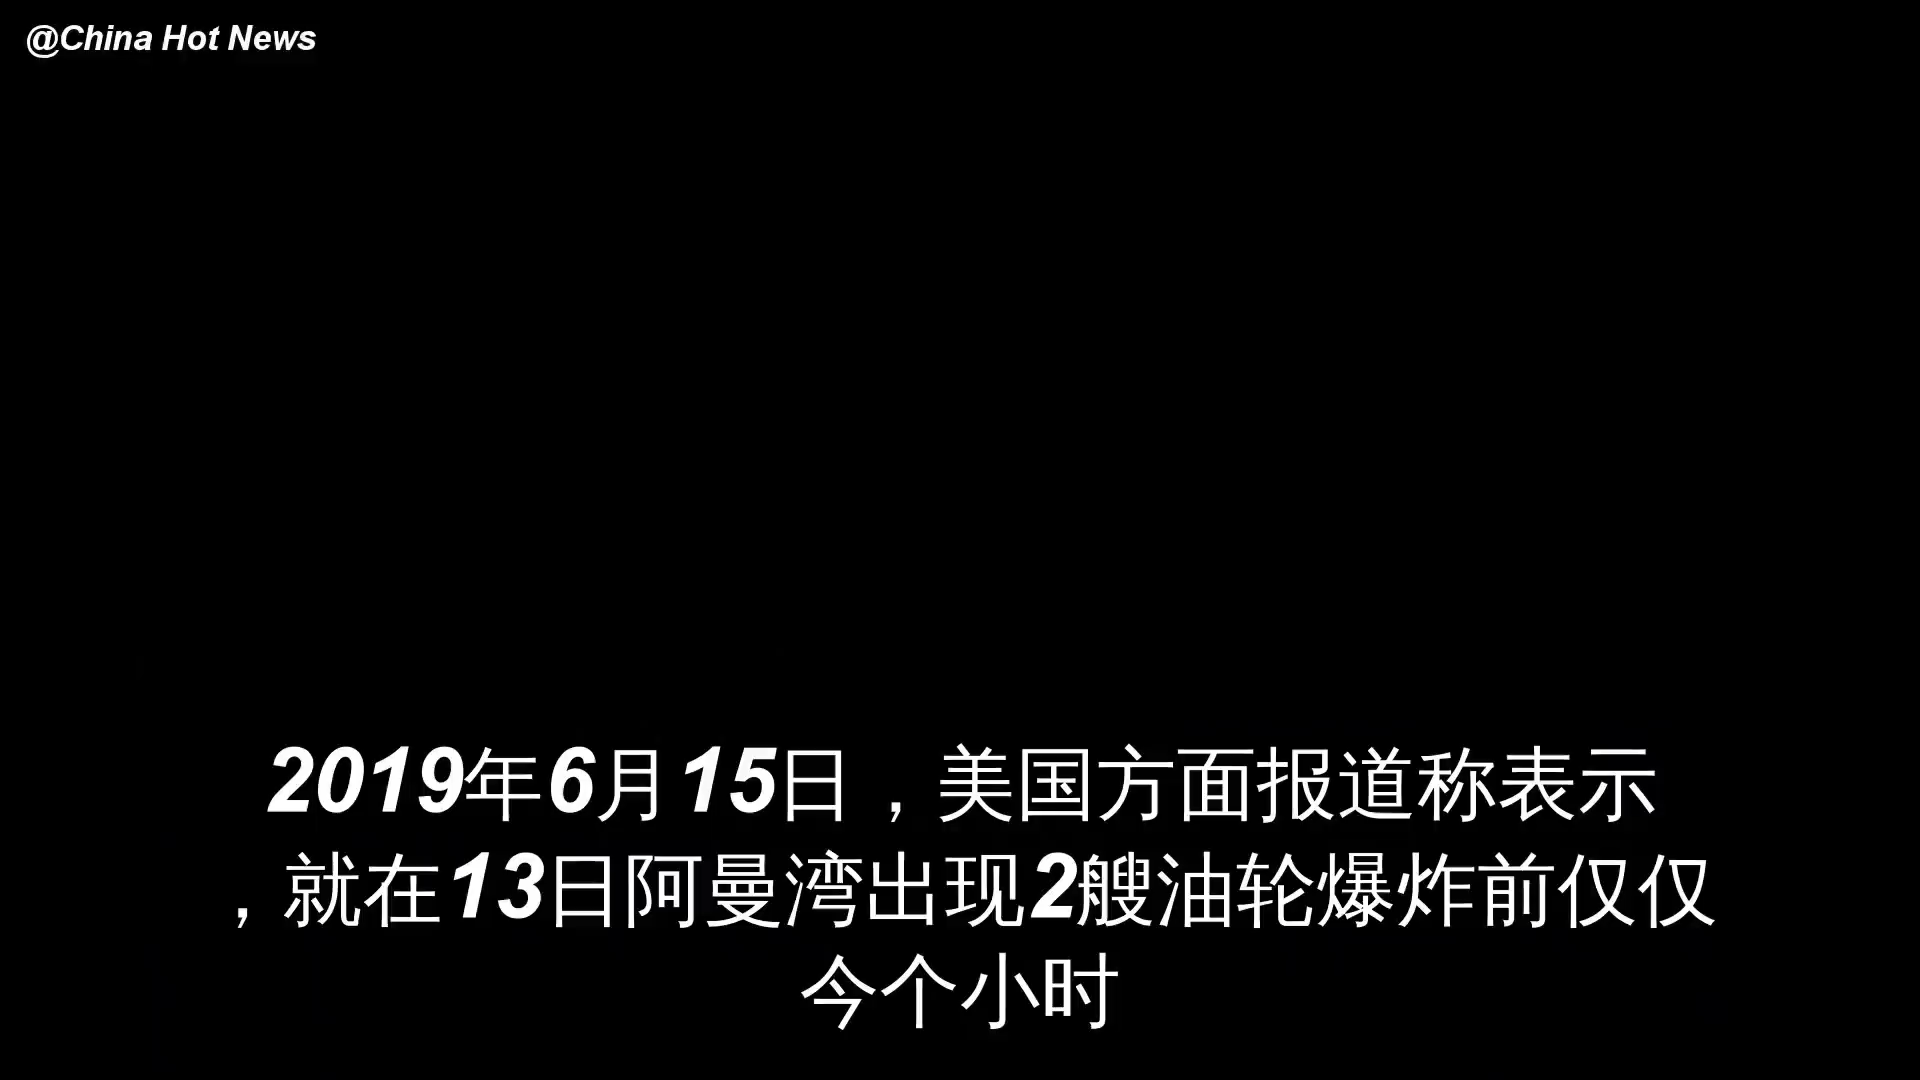 @China Hot News
2019年6月15日，美国方面报道称表示
，就在13日阿曼湾出现2艘油轮爆炸前仅仅
今个小时